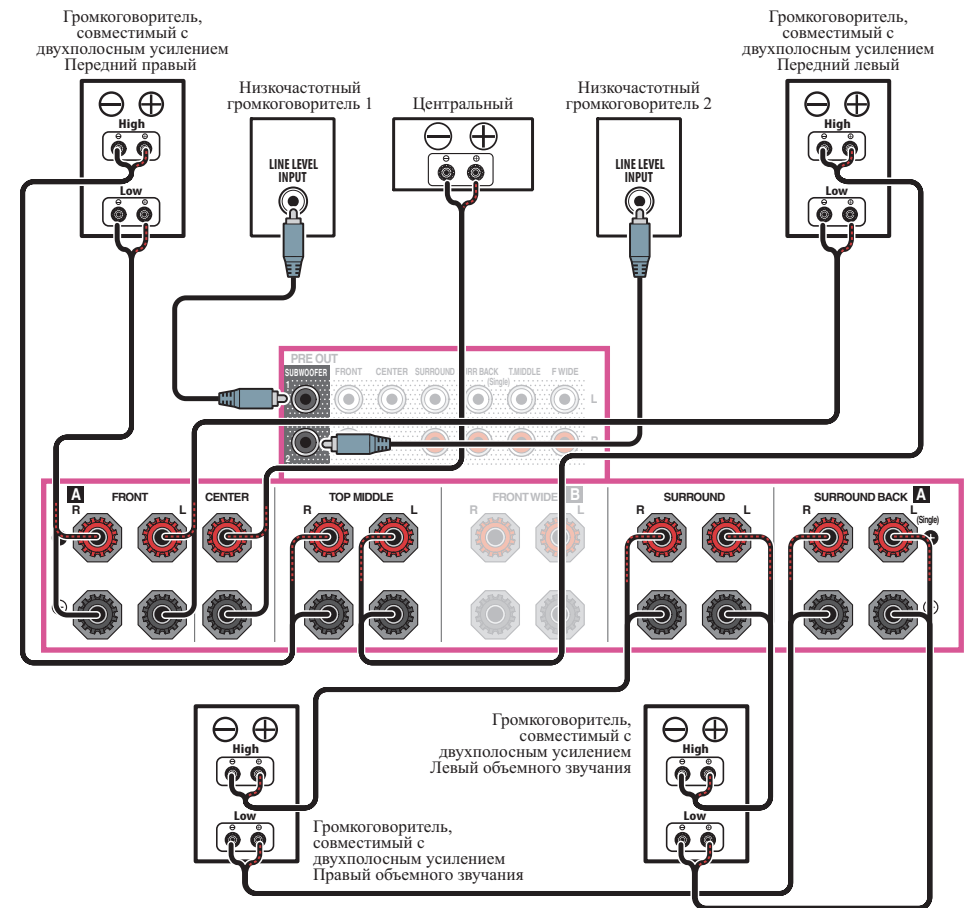 Громкоговоритель,
совместимый с
двухполосным усилением
Передний правый
Громкоговоритель,
совместимый с
двухполосным усилением
Передний левый
Низкочастотный
громкоговоритель 1
Центральный
Низкочастотный
громкоговоритель 2
High
Low
LINE LEVEL
INPUT
LINE LEVEL
INPUT
High
Low
PRE OUT
SUBWOOFER FRONT CENTER SURROUND T.MIDDLE F WIDE
(Single)
1
L
2
A FRONT CENTER TOP MIDDLE FRONT WIDE B SURROUND SURROUND BACK A
R L R L R L R L R L
(Single)
Громкоговоритель,
совместимый с
двухполосным усилением
Левый объемного звучания
High
Low
High
Low
Громкоговоритель,
совместимый с
двухполосным усилением
Правый объемного звучания